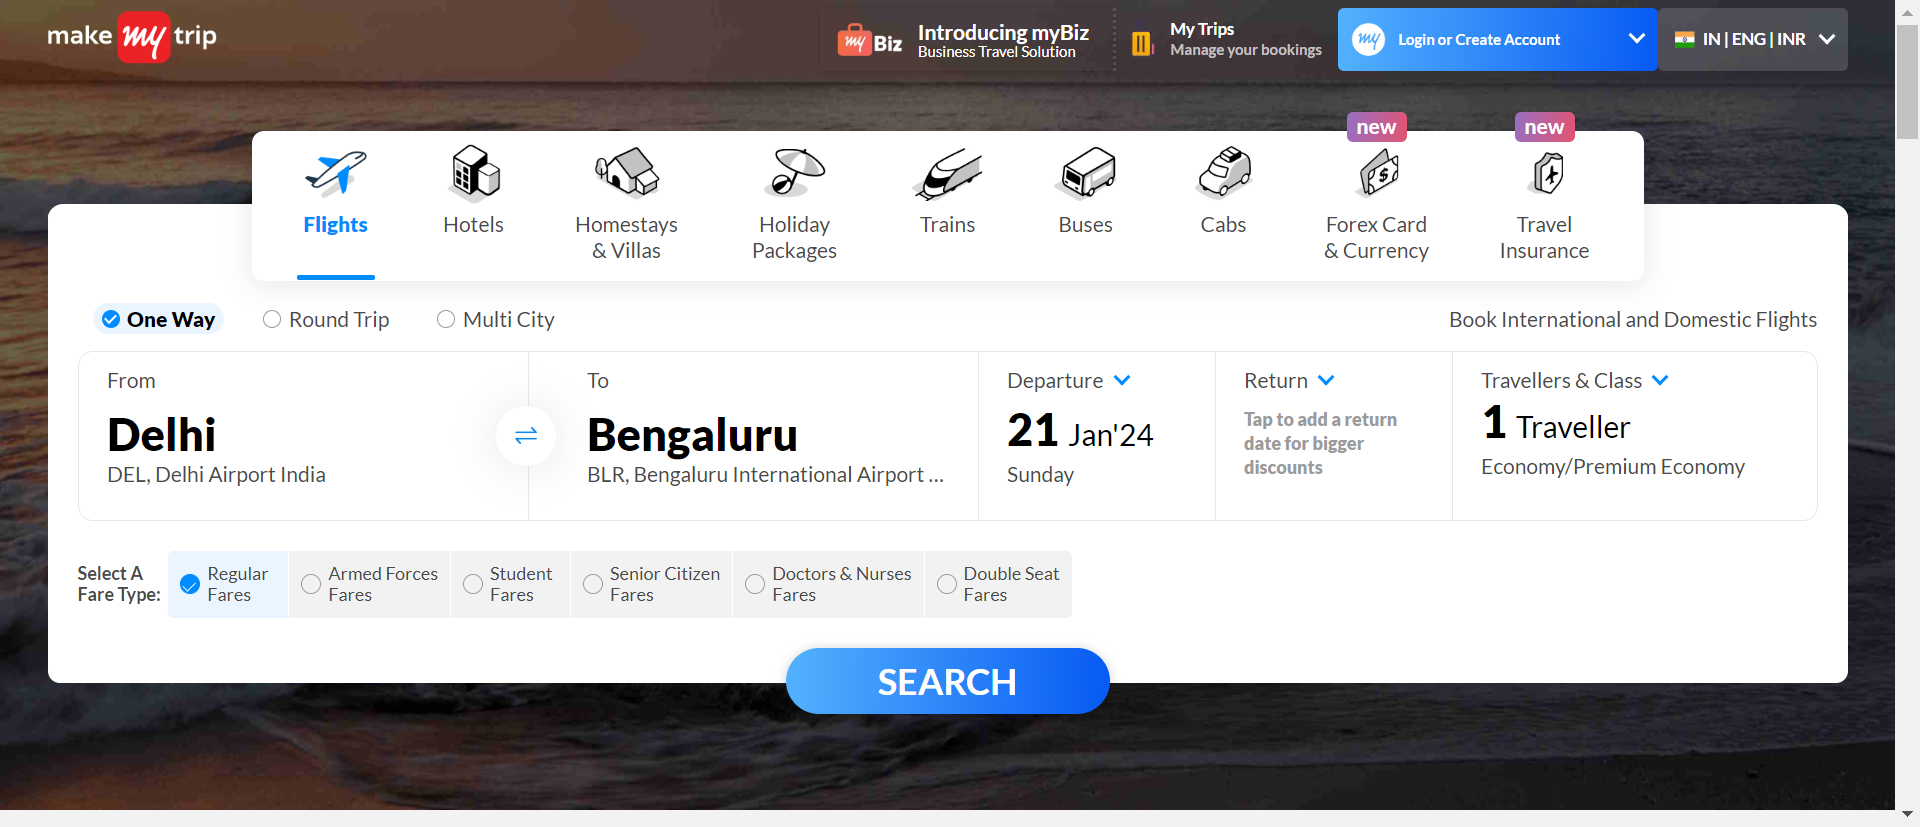 make my trip
my Biz
Introducing myBiz
Business Travel Solution
My Trips
Manage your bookings
my
Login or Create Account
IN | ENG | INR
new
new
Flights
Hotels
Homestays
& Villas
Holiday
Packages
Trains
Buses
Cabs
Forex Card
& Currency
Travel
Insurance
One Way
Round Trip
Multi City
Book International and Domestic Flights
From
Delhi
DEL, Delhi Airport India
To
Bengaluru
BLR, Bengaluru International Airport ...
Departure
21 Jan'24
Sunday
Return
Tap to add a return
date for bigger
discounts
Travellers & Class
1 Traveller
Economy/Premium Economy
Select A
Fare Type:
Regular
Fares
Armed Forces
Fares
Student
Fares
Senior Citizen
Fares
Doctors & Nurses
Fares
Double Seat
Fares
SEARCH